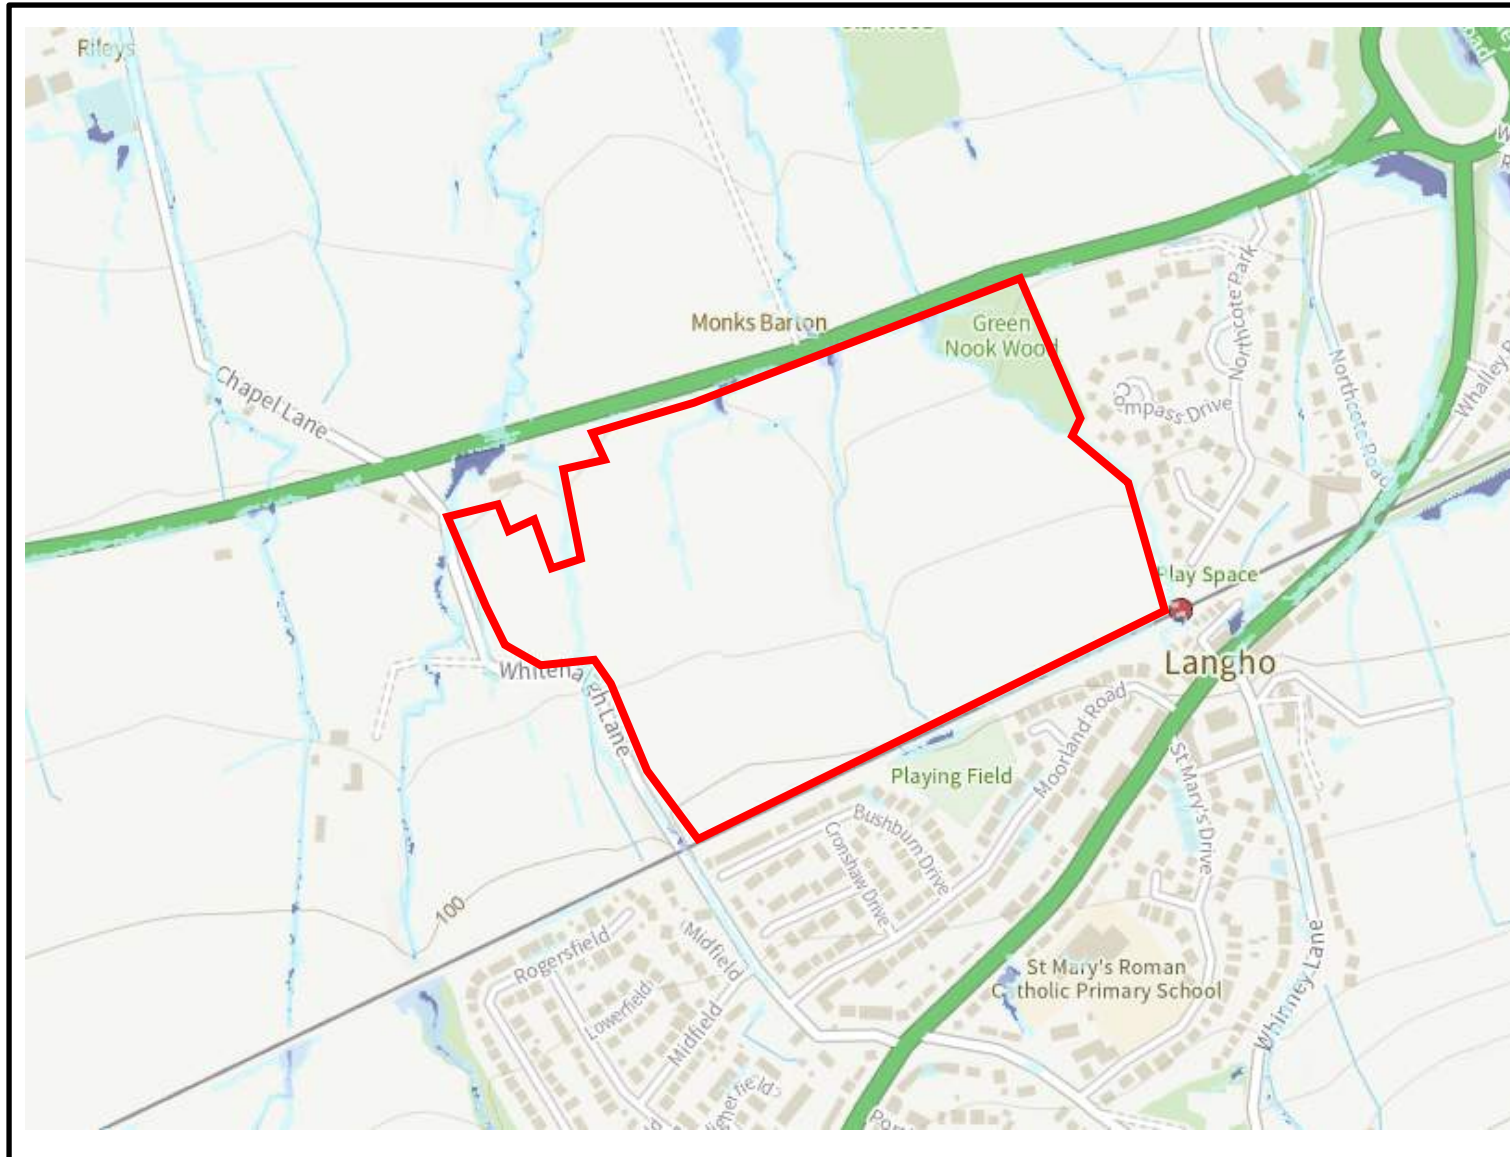 Rileys
Chapel Lane
Monks Barton
Green
Nook Wood
Northcote Park
Compass Drive
Northcote Road
Whalley
Play Space
Langho
Whitehalgh Lane
Playing Field
Moorland Road
St Mary's Drive
Bushburn Drive
Cronshaw Drive
100
Rogersfield
Midfield
Lowerfield
Midfield
St Mary's Roman
Catholic Primary School
Whinney Lane